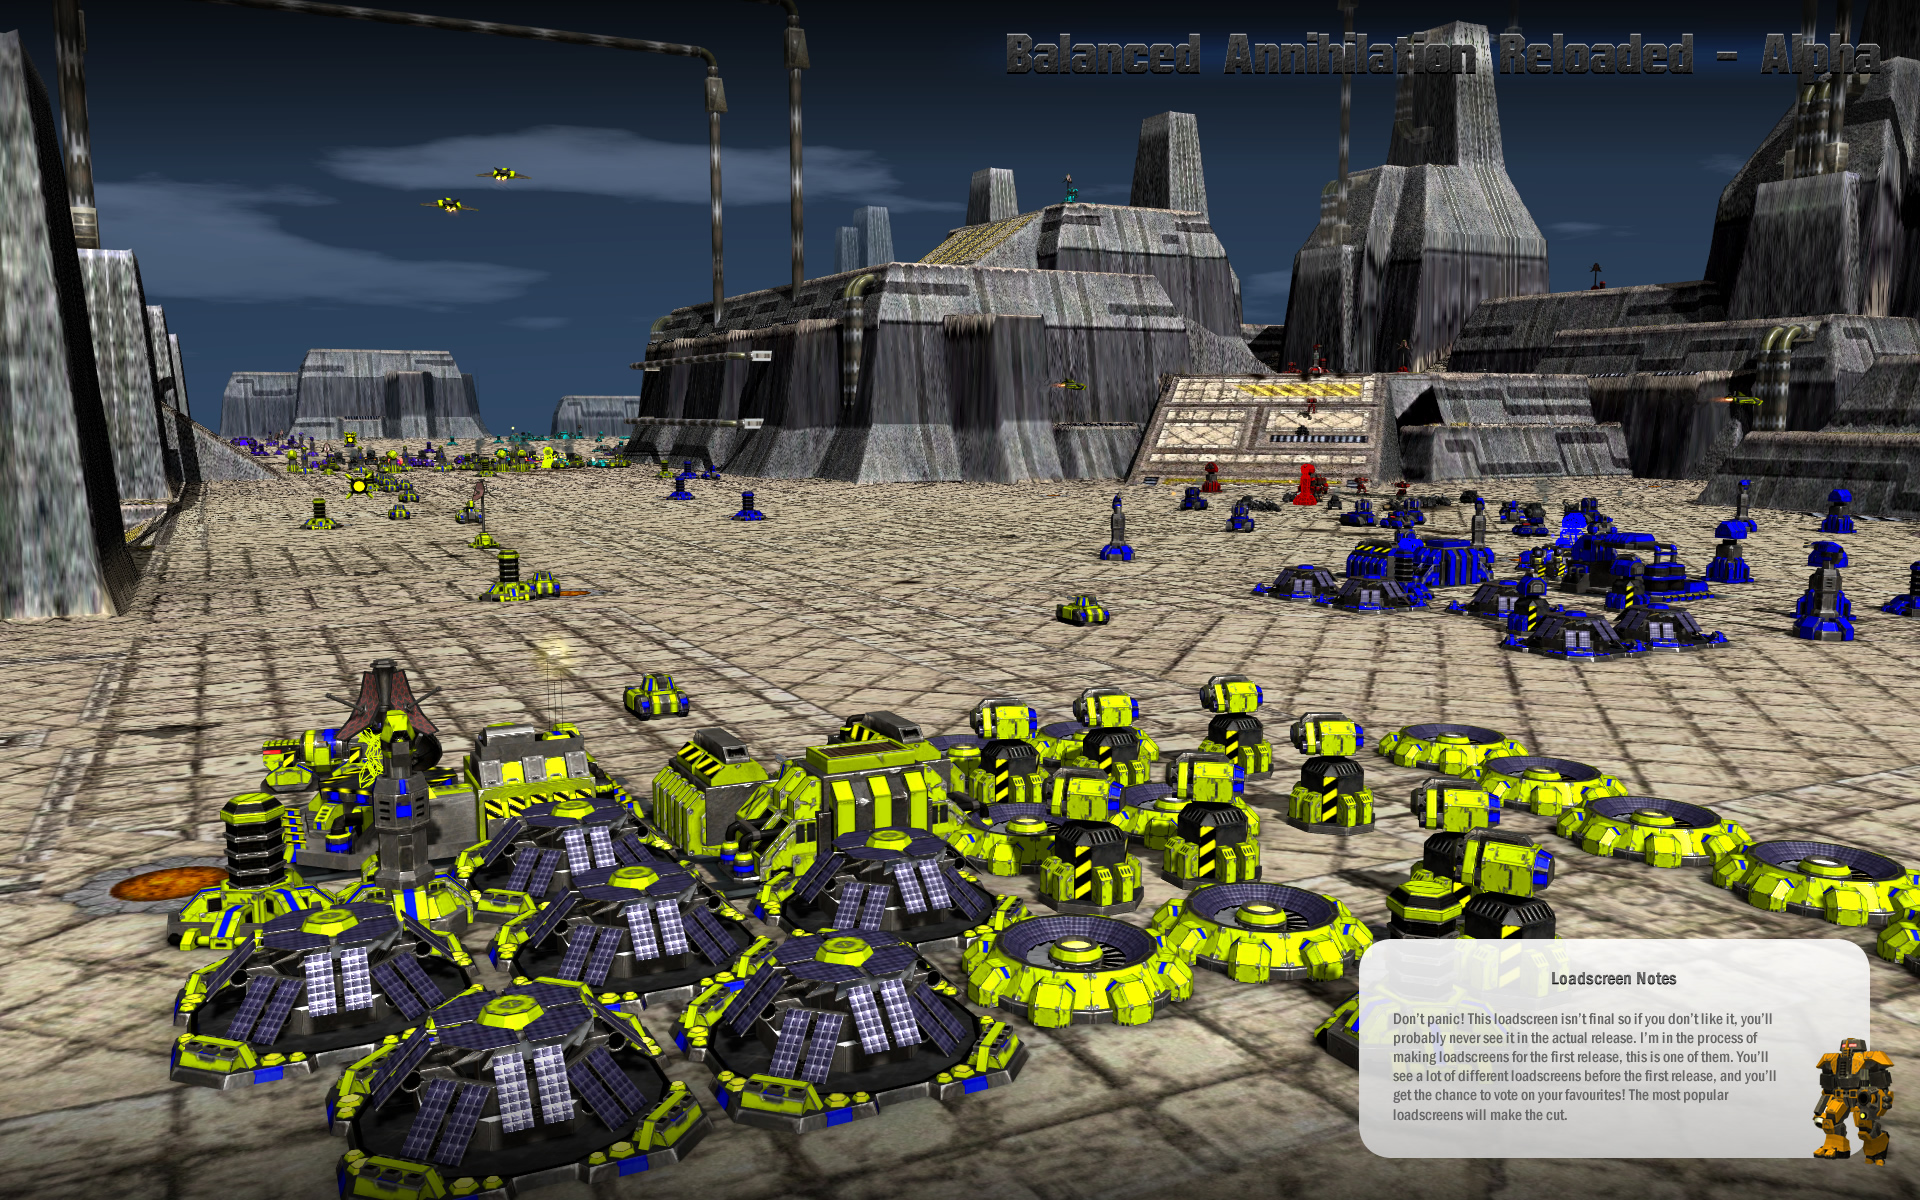 Balanced Annihilation Reloaded - Alpha
Loadscreen Notes
Don't panic! This loadscreen isn't final so if you don't like it, you'll
probably never see it in the actual release. I'm in the process of
making loadscreens for the first release, this is one of them. You'll
see a lot of different loadscreens before the first release, and you'll
get the chance to vote on your favourites! The most popular
loadscreens will make the cut.